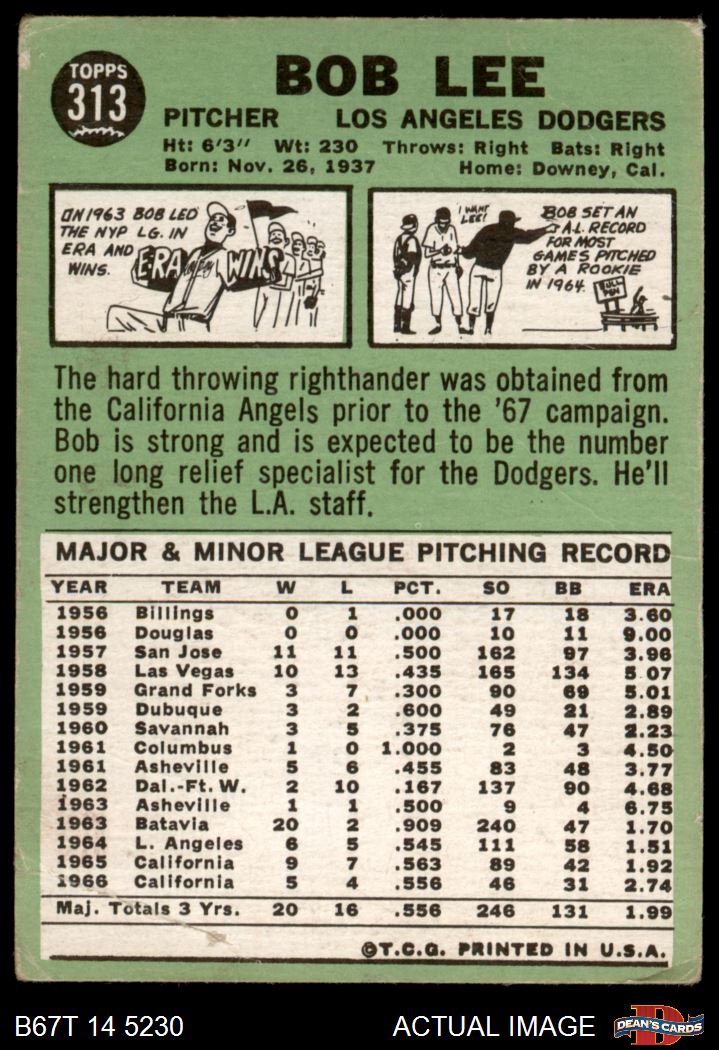 TOPPS
313
BOB LEE
PITCHER LOS ANGELES DODGERS
Ht: 6'3" Wt: 230 Throws: Right Bats: Right
Born: Nov. 26, 1937 Home: Downey, Cal.
ON 1963 BOB LED
THE NYP LG. IN
ERA AND
WINS.
ERA WINS
I WANT
LEE!
BOB SET AN
A.L. RECORD
FOR MOST
GAMES PITCHED
BY A ROOKIE
IN 1964.
BULL
PEN
The hard throwing righthander was obtained from
the California Angels prior to the '67 campaign.
Bob is strong and is expected to be the number
one long relief specialist for the Dodgers. He'll
strengthen the L.A. staff.
MAJOR & MINOR LEAGUE PITCHING RECORD
YEAR TEAM W L PCT. SO BB ERA
1956 Billings 0 1 .000 17 18 3.60
1956 Douglas 0 0 .000 10 11 9.00
1957 San Jose 11 11 .500 162 97 3.96
1958 Las Vegas 10 13 .435 165 134 5.07
1959 Grand Forks 3 7 .300 90 69 5.01
1959 Dubuque 3 2 .600 49 21 2.89
1960 Savannah 3 5 .375 76 47 2.23
1961 Columbus 1 0 1.000 2 3 4.50
1961 Asheville 5 6 .455 83 48 3.77
1962 Dal.-Ft. W. 2 10 .167 137 90 4.68
1963 Asheville 1 1 .500 9 4 6.75
1963 Batavia 20 2 .909 240 47 1.70
1964 L. Angeles 6 5 .545 111 58 1.51
1965 California 9 7 .563 89 42 1.92
1966 California 5 4 .556 46 31 2.74
Maj. Totals 3 Yrs. 20 16 .556 246 131 1.99
©T.C.G. PRINTED IN U.S.A.
B67T 14 5230 ACTUAL IMAGE DEAN'S CARDS